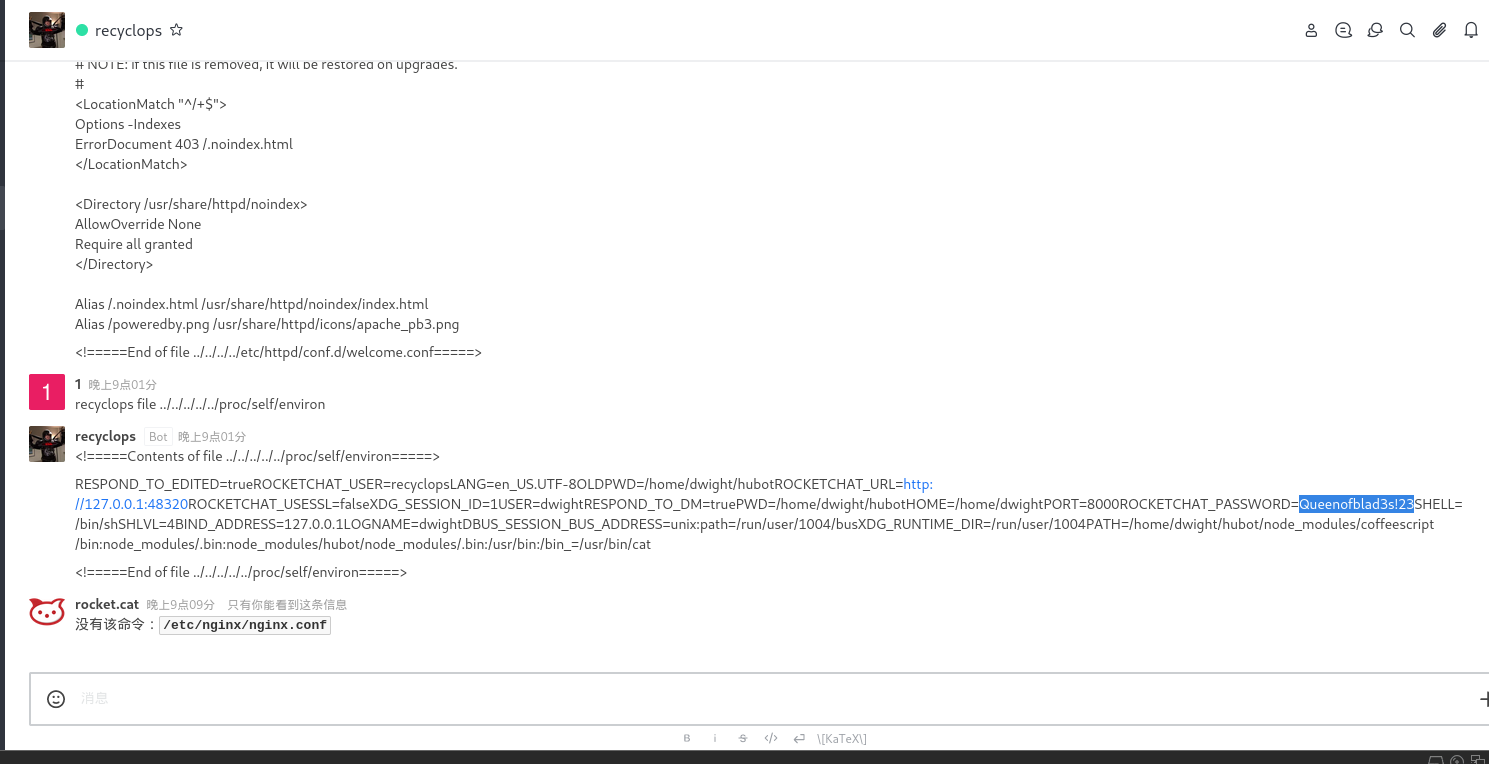 recyclops
# NOTE: if this file is removed, it will be restored on upgrades.
#
<LocationMatch "^/+$">
Options -Indexes
ErrorDocument 403 /.noindex.html
</LocationMatch>
<Directory /usr/share/httpd/noindex>
AllowOverride None
Require all granted
</Directory>
Alias /.noindex.html /usr/share/httpd/noindex/index.html
Alias /poweredby.png /usr/share/httpd/icons/apache_pb3.png
<!=====End of file ../../../../etc/httpd/conf.d/welcome.conf=====>
1
1 晚上9点01分
recyclops file ../../../../../proc/self/environ
recyclops Bot 晚上9点01分
<!=====Contents of file ../../../../../proc/self/environ=====>
RESPOND_TO_EDITED=trueROCKETCHAT_USER=recyclopsLANG=en_US.UTF-8OLDPWD=/home/dwight/hubotROCKETCHAT_URL=http:
//127.0.0.1:48320ROCKETCHAT_USESSL=falseXDG_SESSION_ID=1USER=dwightRESPOND_TO_DM=truePWD=/home/dwight/hubotHOME=/home/dwightPORT=8000ROCKETCHAT_PASSWORD=Queenofblad3s!23SHELL=
/bin/shSHLVL=4BIND_ADDRESS=127.0.0.1LOGNAME=dwightDBUS_SESSION_BUS_ADDRESS=unix:path=/run/user/1004/busXDG_RUNTIME_DIR=/run/user/1004PATH=/home/dwight/hubot/node_modules/coffeescript
/bin:node_modules/.bin:node_modules/hubot/node_modules/.bin:/usr/bin:/bin_=/usr/bin/cat
<!=====End of file ../../../../../proc/self/environ=====>
rocket.cat 晚上9点09分 只有你能看到这条信息
没有该命令：/etc/nginx/nginx.conf
消息
B i S </> \[KaTeX\]